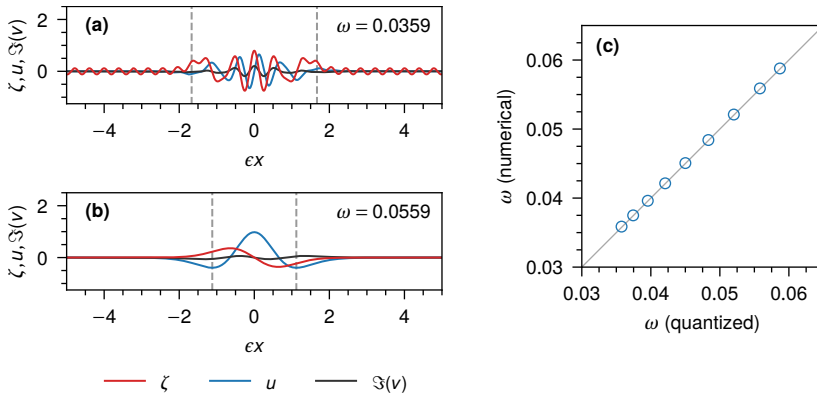 (a)
ω = 0.0359
ζ, u, ℑ(v)
2
0
−4
−2
0
2
4
ϵx
(b)
ω = 0.0559
ζ, u, ℑ(v)
2
0
−4
−2
0
2
4
ϵx
ζ
u
ℑ(v)
(c)
ω (numerical)
0.06
0.05
0.04
0.03
0.03
0.04
0.05
0.06
ω (quantized)